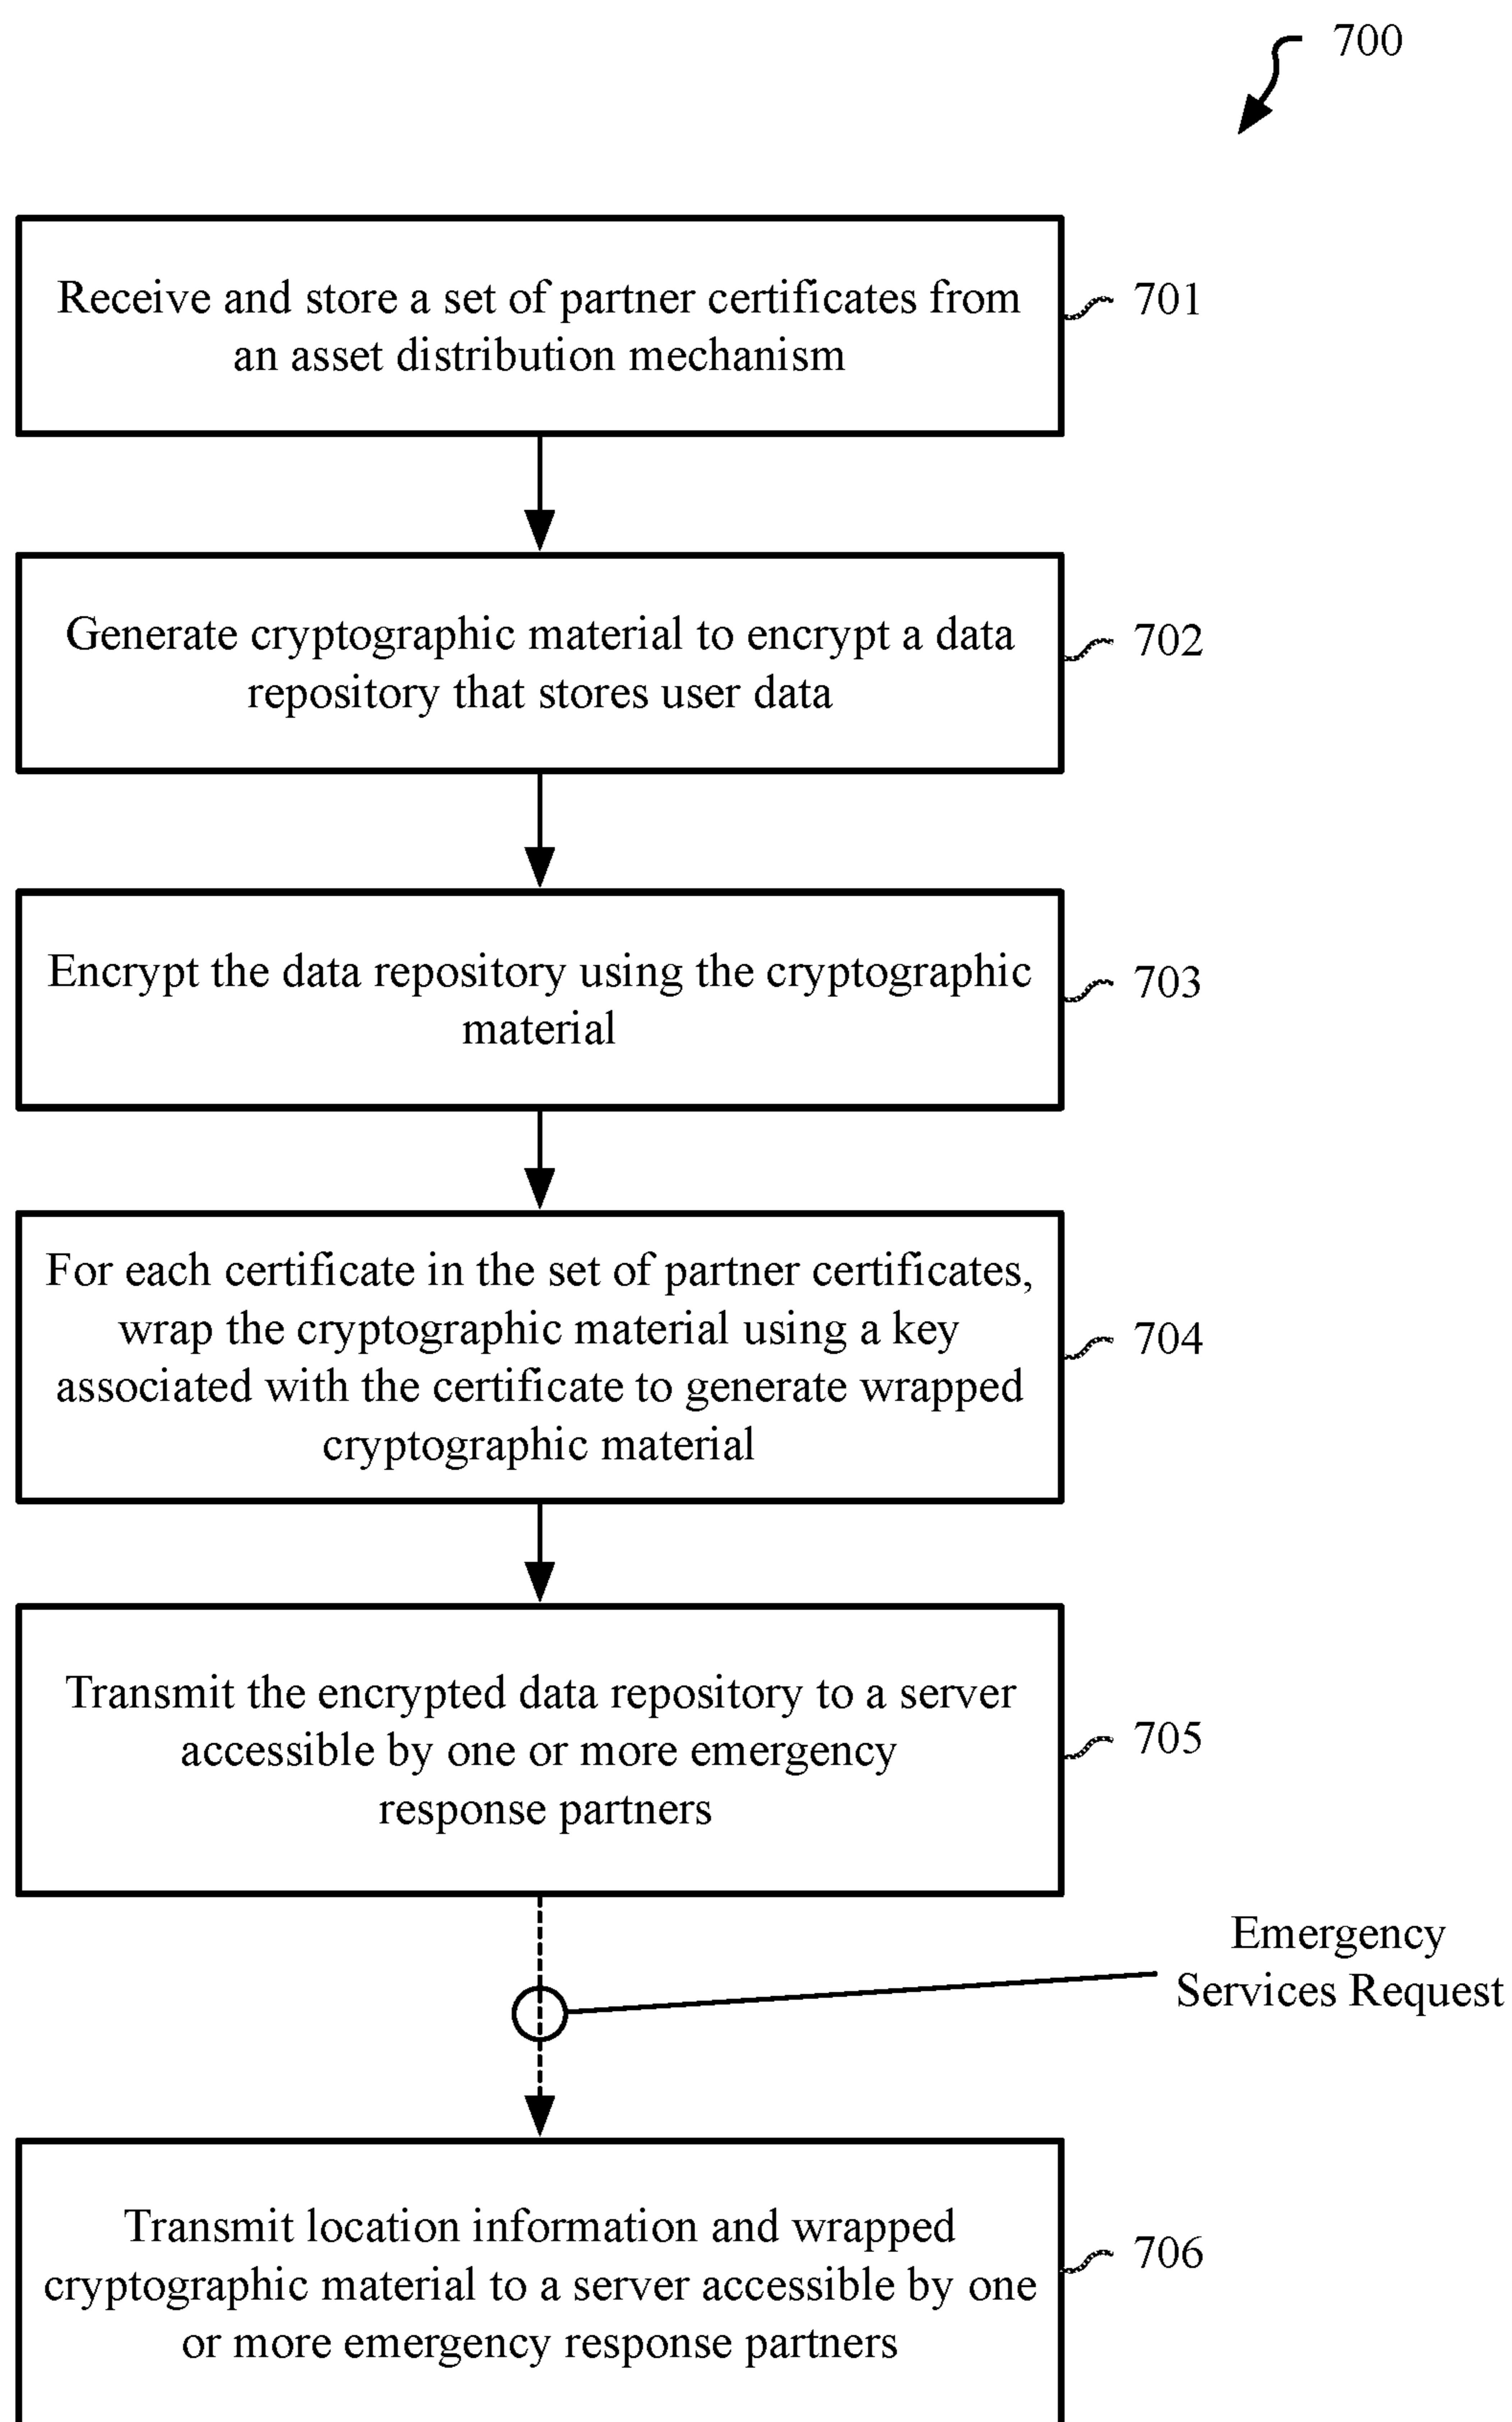 700
Receive and store a set of partner certificates from
an asset distribution mechanism
701
Generate cryptographic material to encrypt a data
repository that stores user data
702
Encrypt the data repository using the cryptographic
material
703
For each certificate in the set of partner certificates,
wrap the cryptographic material using a key
associated with the certificate to generate wrapped
cryptographic material
704
Transmit the encrypted data repository to a server
accessible by one or more emergency
response partners
705
Emergency
Services Request
Transmit location information and wrapped
cryptographic material to a server accessible by one
or more emergency response partners
706